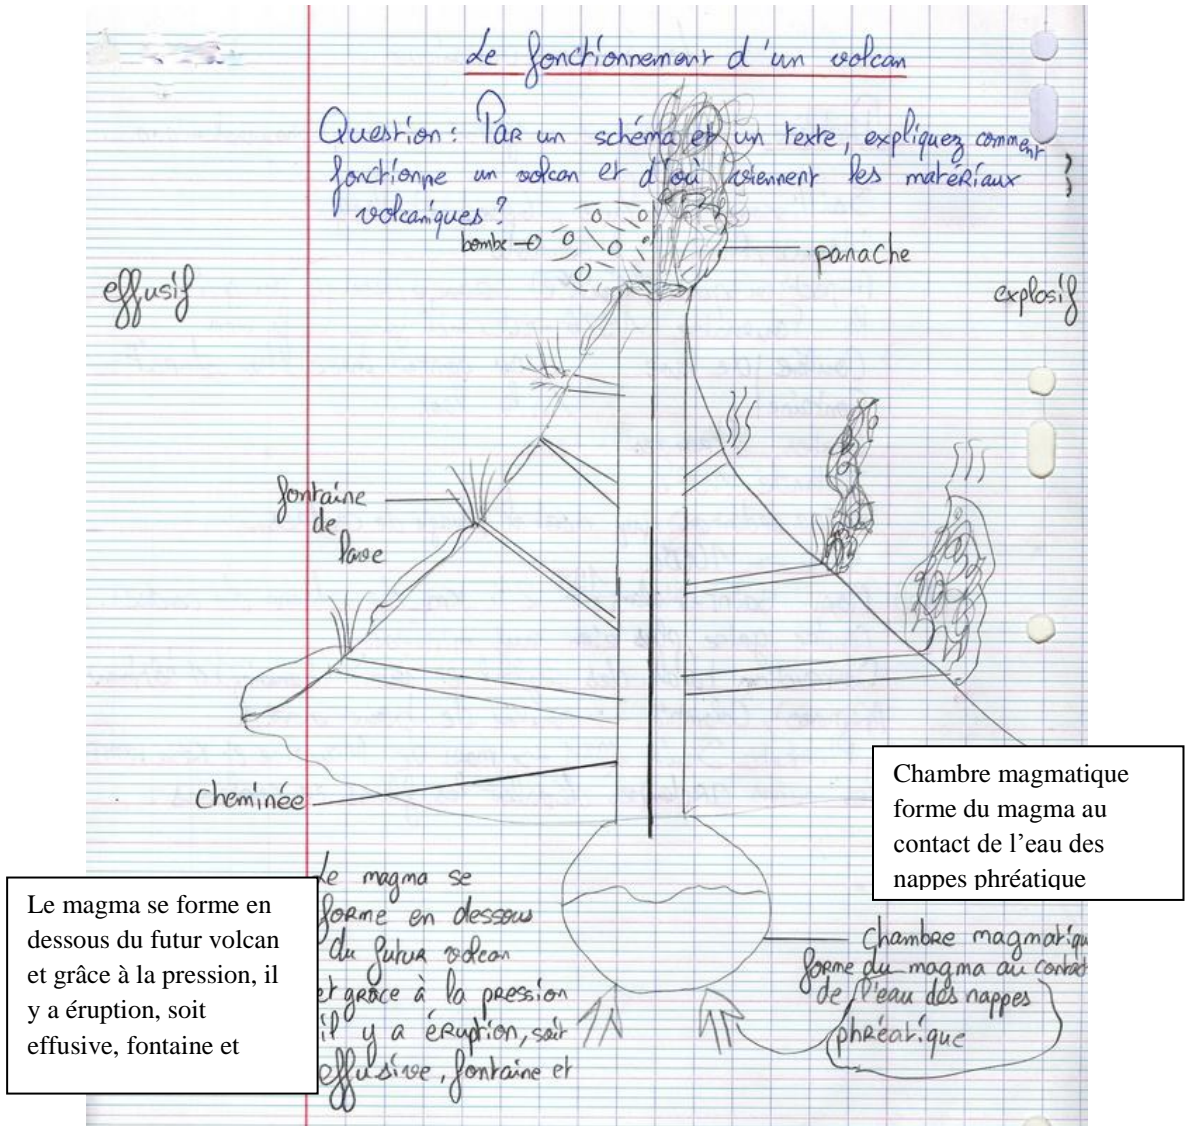 Le fonctionnement d'un volcan
Question : Par un schéma et un texte, expliquez comment
fonctionne un volcan et d'où viennent les matériaux
volcaniques ?
bombe
panache
effusif
explosif
fontaine
de
lave
cheminée
Chambre magmatique
forme du magma au
contact de l'eau des
nappes phréatique
Le magma se forme en
dessous du futur volcan
et grâce à la pression, il
y a éruption, soit
effusive, fontaine et
Le magma se
forme en dessous
du futur volcan
et grâce à la pression
il y a éruption, soit
effusive, fontaine et
Chambre magmatiqu
forme du magma au contact
de l'eau des nappes
phréatique